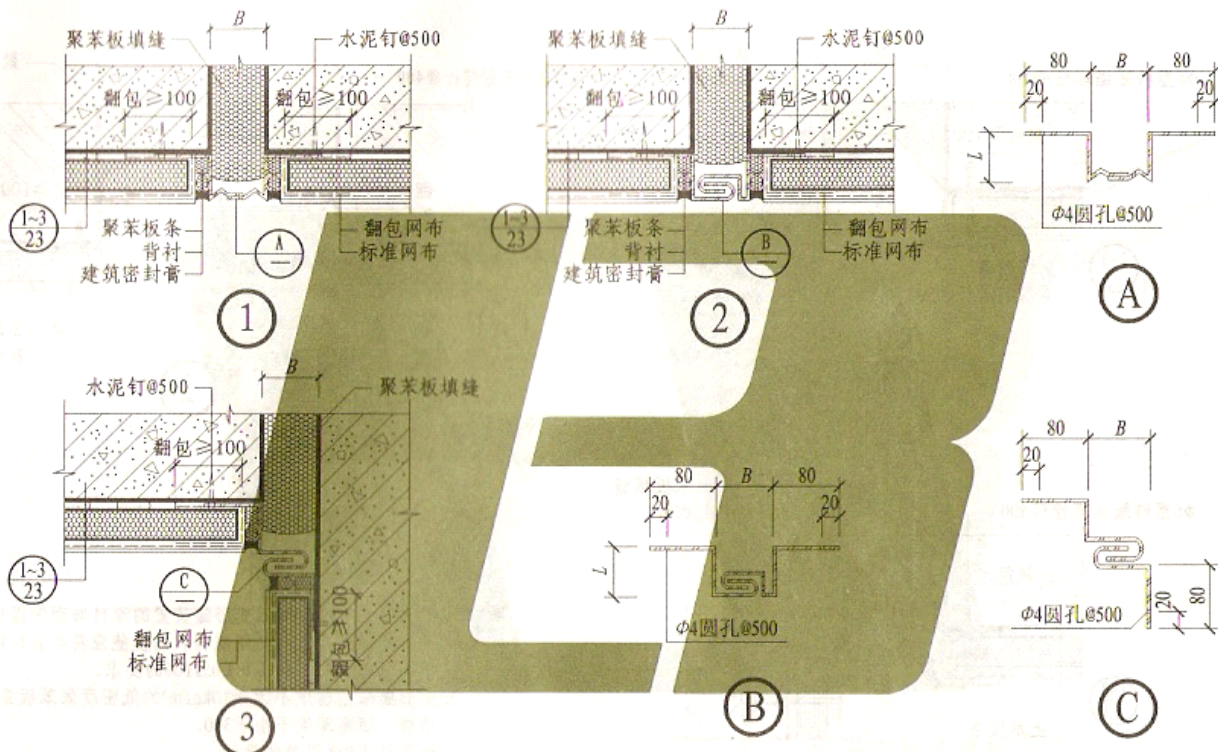 B
聚苯板填缝
水泥钉@500
翻包≥100
翻包≥100
1~3
23
聚苯板条
背衬
建筑密封膏
A
翻包网布
标准网布
1
B
聚苯板填缝
水泥钉@500
翻包≥100
翻包≥100
1~3
23
聚苯板条
背衬
建筑密封膏
B
翻包网布
标准网布
2
80
B
80
20
20
L
Φ4圆孔@500
A
B
水泥钉@500
聚苯板填缝
翻包≥100
1~3
23
C
翻包网布
标准网布
翻包≥100
3
80
B
80
20
20
L
Φ4圆孔@500
B
80
B
20
Φ4圆孔@500
20
80
C